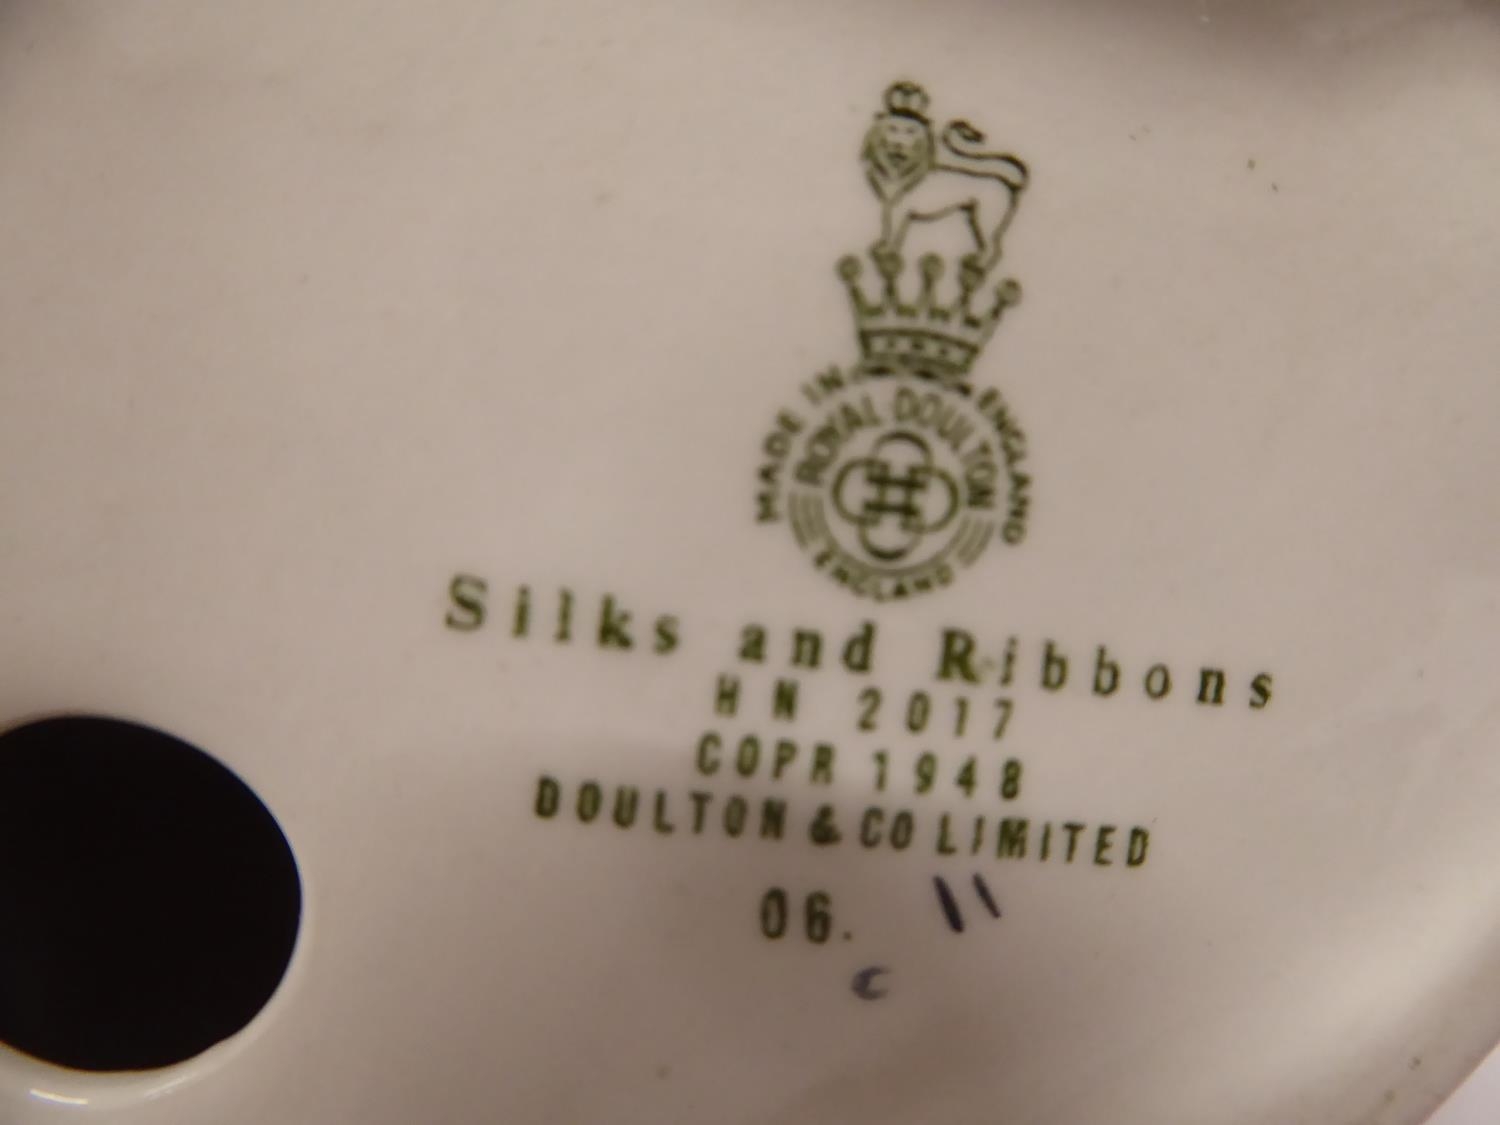 MADE IN ENGLAND
ROYAL DOULTON
ENGLAND
Silks and Ribbons
HN 2017
COPR 1948
DOULTON & CO LIMITED
06.
C